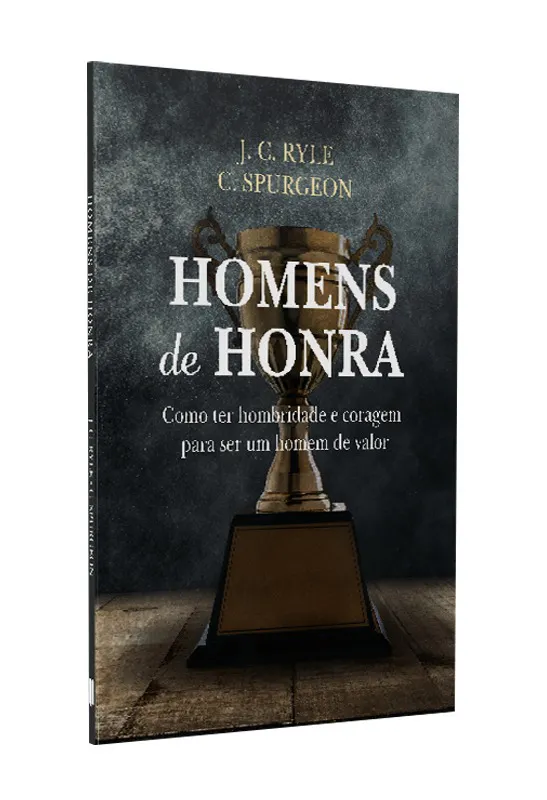 J. C. RYLE
C. SPURGEON
HOMENS
de HONRA
Como ter hombridade e coragem
para ser um homem de valor
HOMENS DE HONRA
J. C. RYLE C. SPURGEON